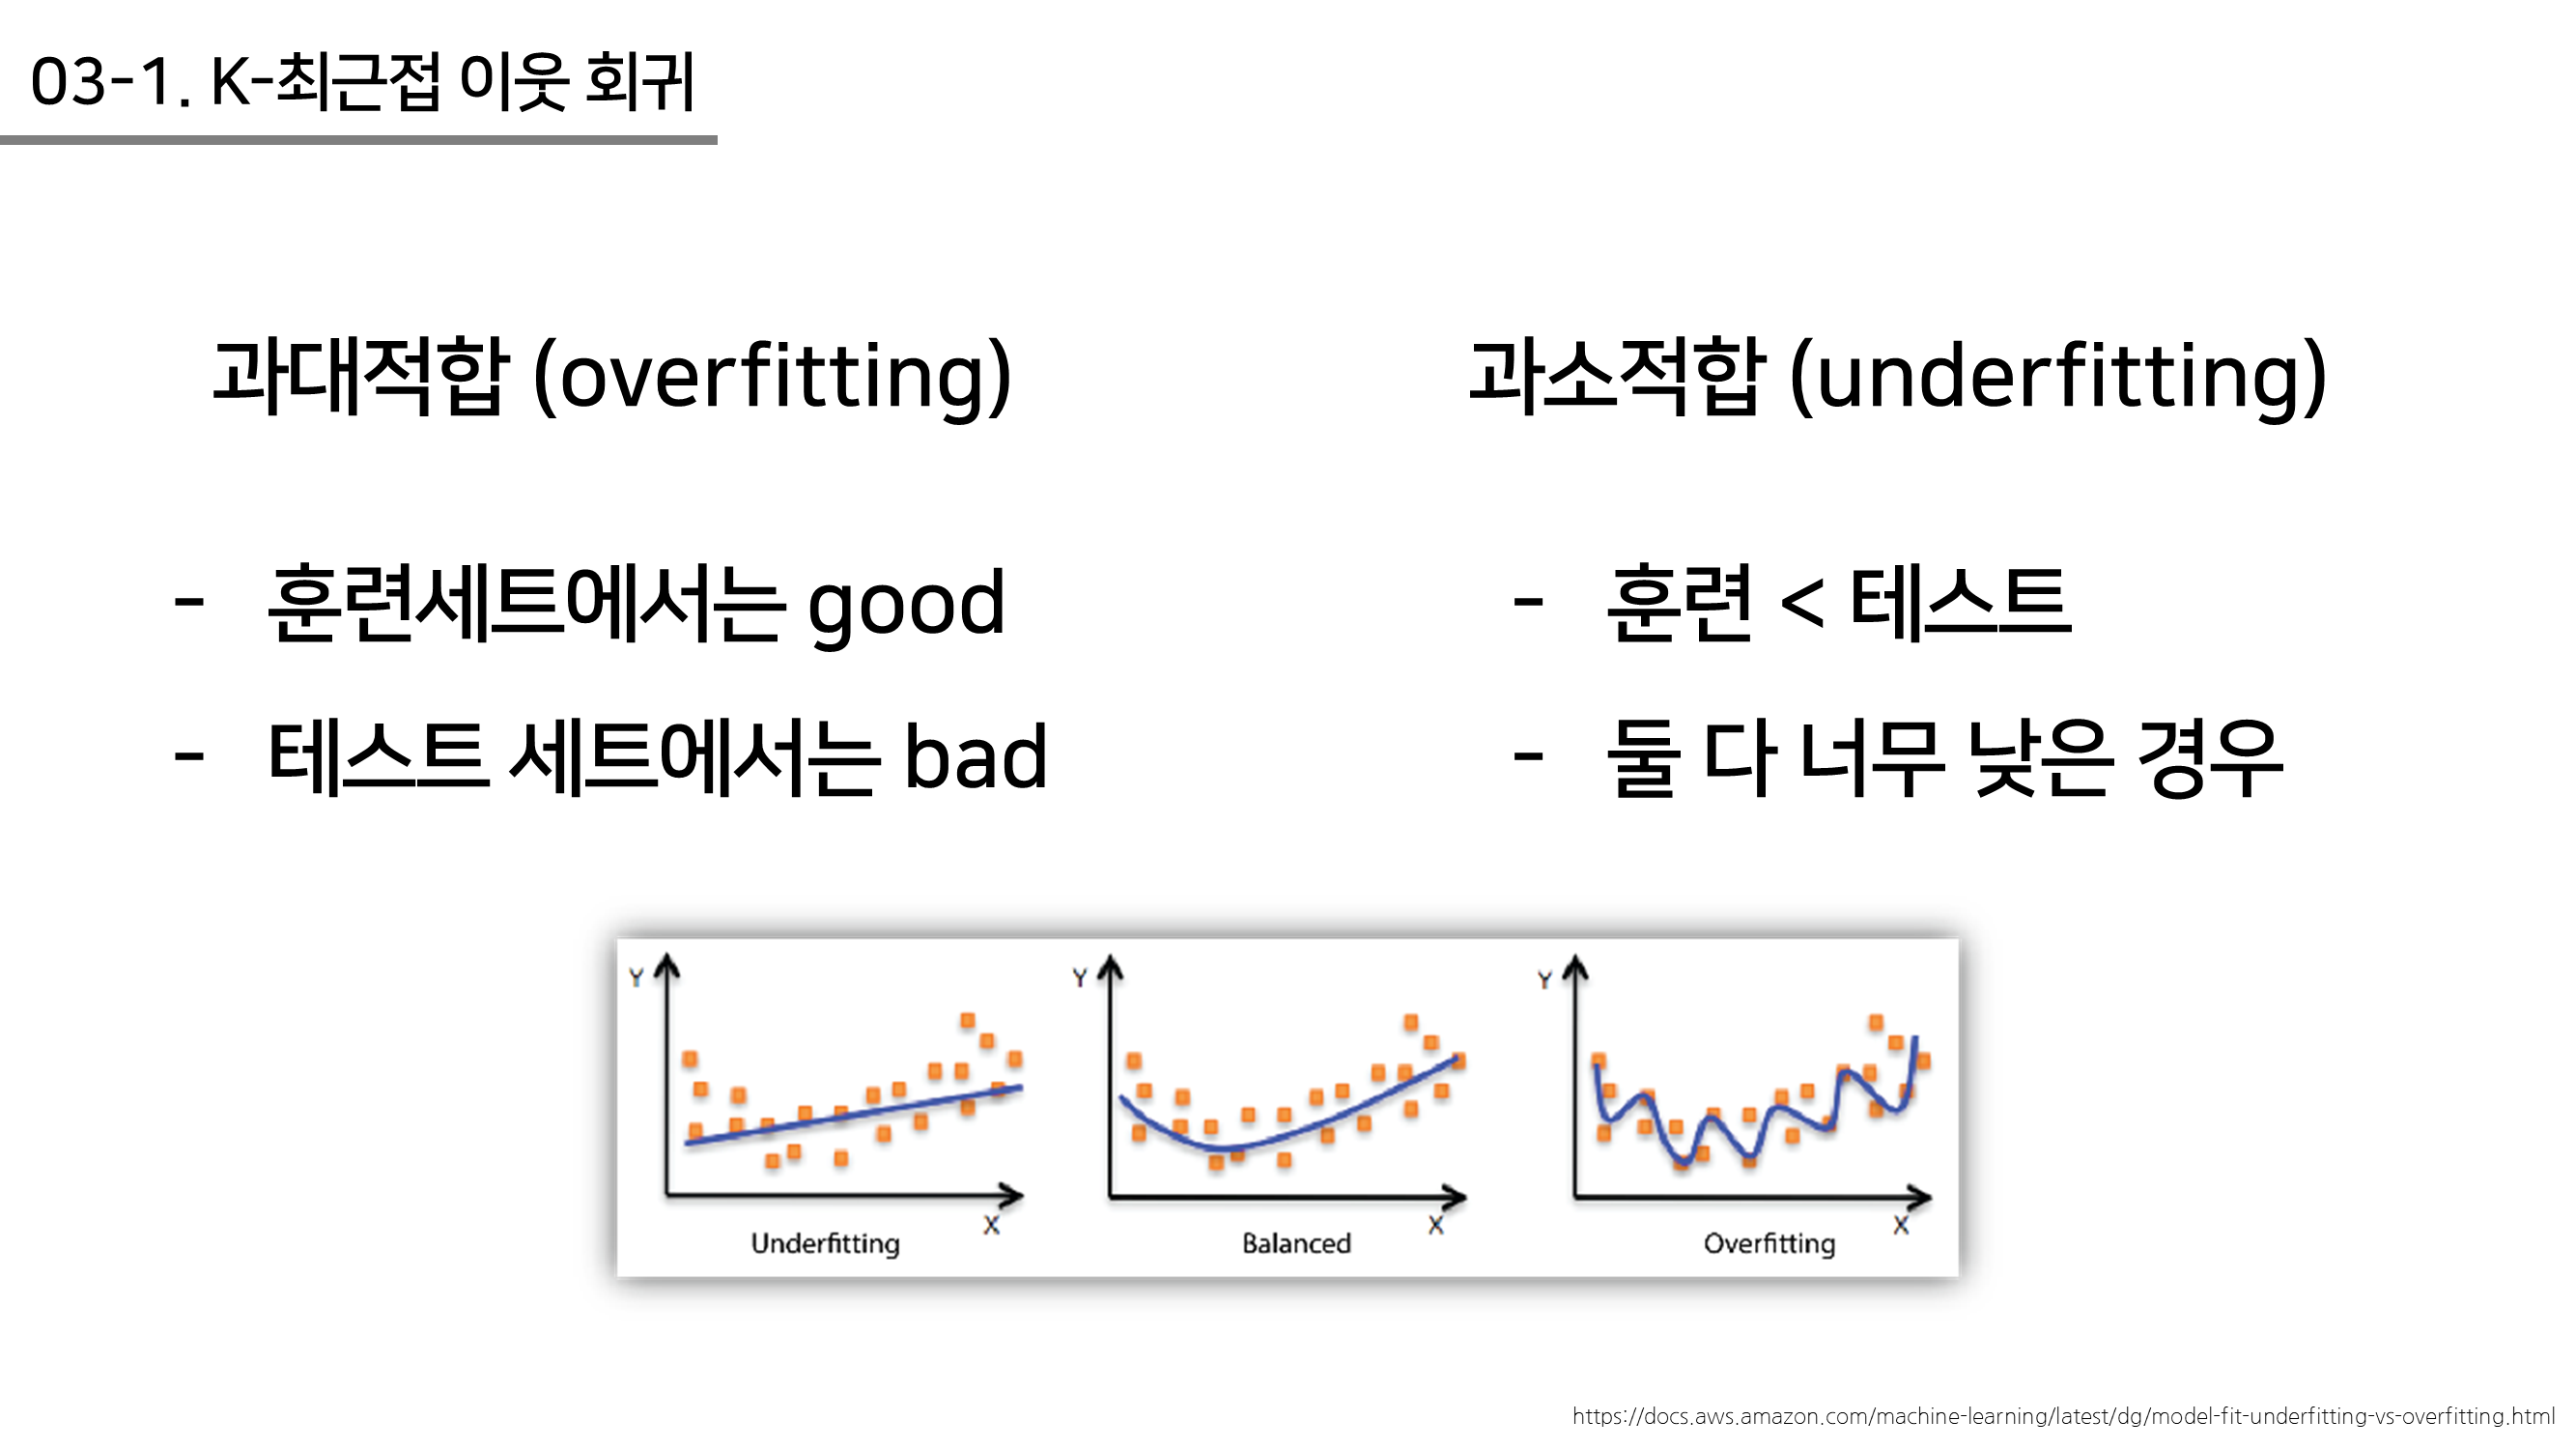 03-1. K-최근접 이웃 회귀
과대적합 (overfitting)
- 훈련세트에서는 good
- 테스트 세트에서는 bad
과소적합 (underfitting)
- 훈련 < 테스트
- 둘 다 너무 낮은 경우
Y
X
Underfitting
Y
X
Balanced
Y
X
Overfitting
https://docs.aws.amazon.com/machine-learning/latest/dg/model-fit-underfitting-vs-overfitting.html